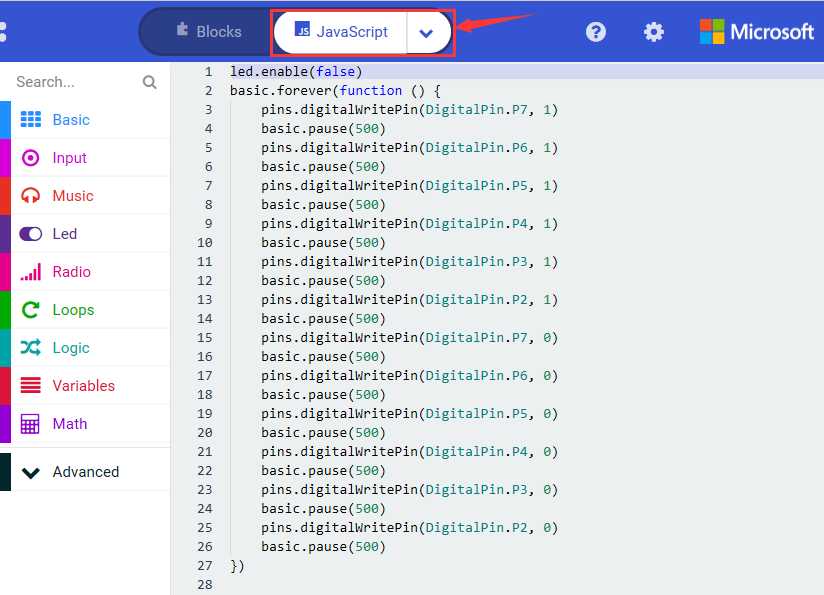 Blocks
JS JavaScript
?
Microsoft
Search...
Basic
Input
Music
Led
Radio
Loops
Logic
Variables
Math
Advanced
1 led.enable(false)
2 basic.forever(function () {
3     pins.digitalWritePin(DigitalPin.P7, 1)
4     basic.pause(500)
5     pins.digitalWritePin(DigitalPin.P6, 1)
6     basic.pause(500)
7     pins.digitalWritePin(DigitalPin.P5, 1)
8     basic.pause(500)
9     pins.digitalWritePin(DigitalPin.P4, 1)
10     basic.pause(500)
11     pins.digitalWritePin(DigitalPin.P3, 1)
12     basic.pause(500)
13     pins.digitalWritePin(DigitalPin.P2, 1)
14     basic.pause(500)
15     pins.digitalWritePin(DigitalPin.P7, 0)
16     basic.pause(500)
17     pins.digitalWritePin(DigitalPin.P6, 0)
18     basic.pause(500)
19     pins.digitalWritePin(DigitalPin.P5, 0)
20     basic.pause(500)
21     pins.digitalWritePin(DigitalPin.P4, 0)
22     basic.pause(500)
23     pins.digitalWritePin(DigitalPin.P3, 0)
24     basic.pause(500)
25     pins.digitalWritePin(DigitalPin.P2, 0)
26     basic.pause(500)
27 })
28